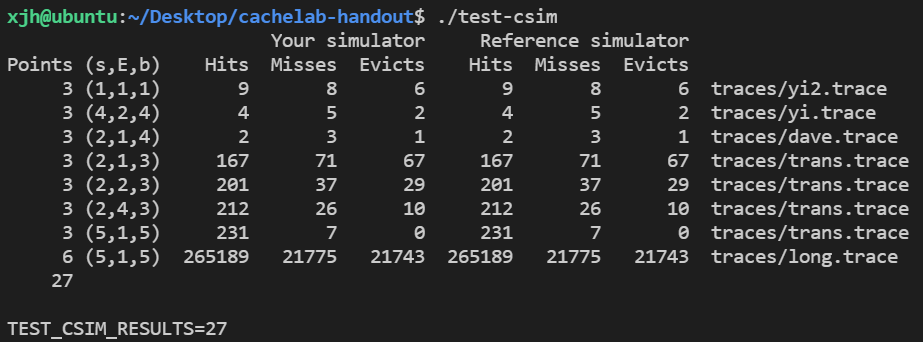 xjh@ubuntu:~/Desktop/cachelab-handout$ ./test-csim
                        Your simulator     Reference simulator
Points (s,E,b)    Hits  Misses  Evicts    Hits  Misses  Evicts
     3 (1,1,1)       9       8       6       9       8       6  traces/yi2.trace
     3 (4,2,4)       4       5       2       4       5       2  traces/yi.trace
     3 (2,1,4)       2       3       1       2       3       1  traces/dave.trace
     3 (2,1,3)     167      71      67     167      71      67  traces/trans.trace
     3 (2,2,3)     201      37      29     201      37      29  traces/trans.trace
     3 (2,4,3)     212      26      10     212      26      10  traces/trans.trace
     3 (5,1,5)     231       7       0     231       7       0  traces/trans.trace
     6 (5,1,5)  265189   21775   21743  265189   21775   21743  traces/long.trace
    27

TEST_CSIM_RESULTS=27